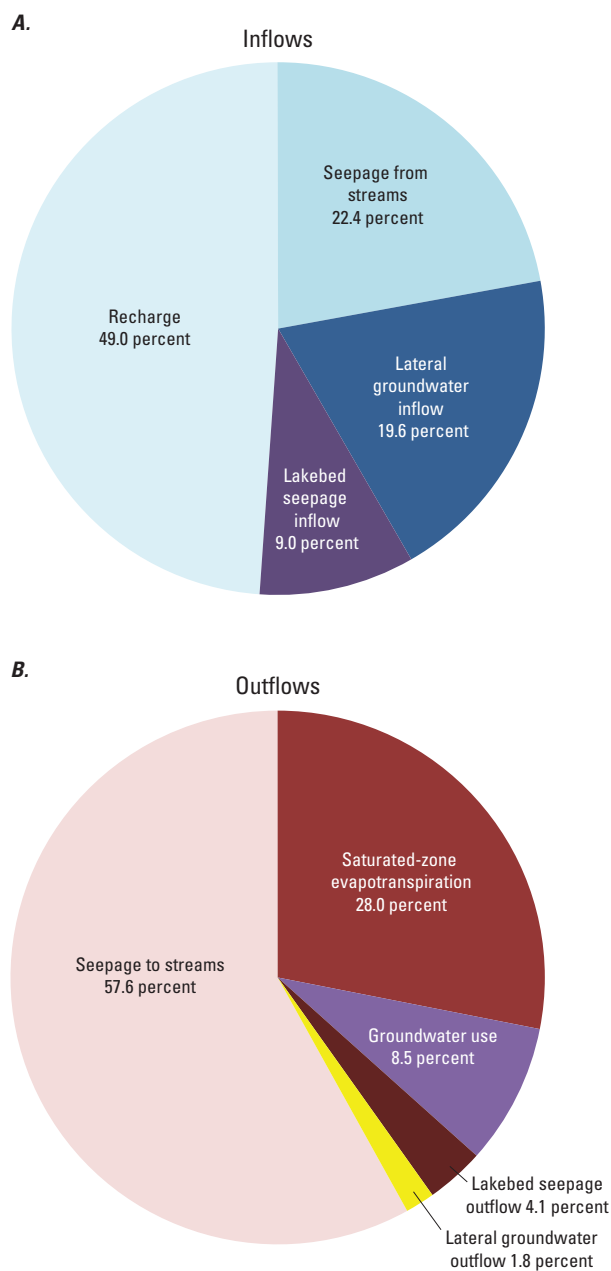 A.
Inflows
Seepage from
streams
22.4 percent
Recharge
49.0 percent
Lateral
groundwater
inflow
19.6 percent
Lakebed
seepage
inflow
9.0 percent
B.
Outflows
Saturated-zone
evapotranspiration
28.0 percent
Seepage to streams
57.6 percent
Groundwater use
8.5 percent
Lakebed seepage
outflow 4.1 percent
Lateral groundwater
outflow 1.8 percent